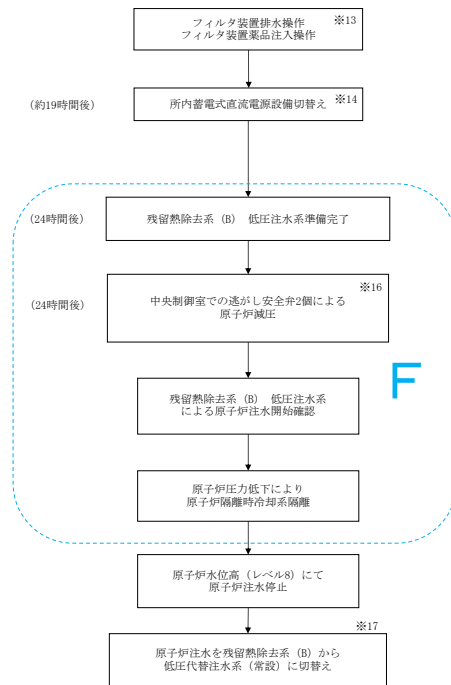 ※13
フィルタ装置排水操作
フィルタ装置薬品注入操作
(約19時間後)
所内蓄電式直流電源設備切替え
※14
(24時間後)
残留熱除去系(B) 低圧注水系準備完了
※16
(24時間後)
中央制御室での逃がし安全弁2個による
原子炉減圧
F
残留熱除去系(B) 低圧注水系
による原子炉注水開始確認
原子炉圧力低下により
原子炉隔離時冷却系隔離
原子炉水位高(レベル8)にて
原子炉注水停止
※17
原子炉注水を残留熱除去系(B)から
低圧代替注水系(常設)に切替え